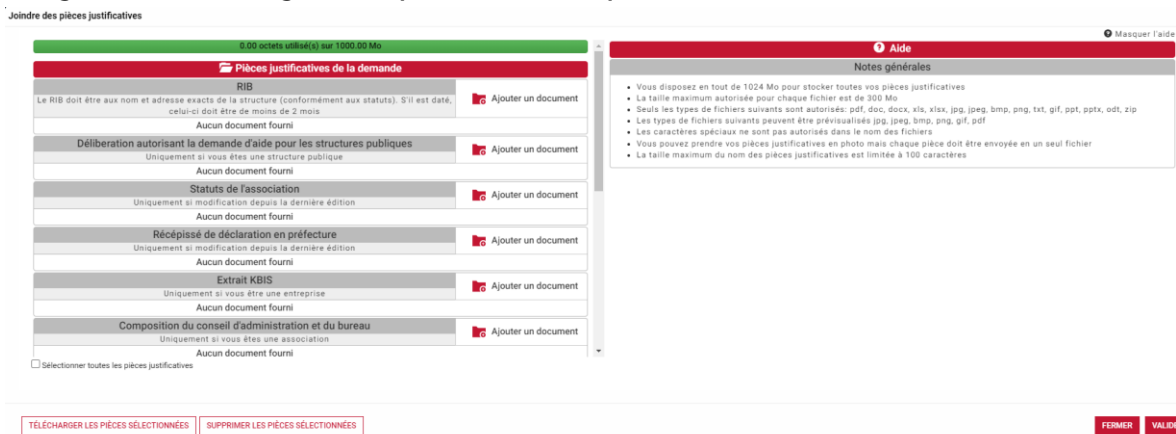 Joindre des pièces justificatives
Masquer l'aide
0.00 octets utilisé(s) sur 1000.00 Mo
Pièces justificatives de la demande
RIB
Le RIB doit être aux nom et adresse exacts de la structure (conformément aux statuts). S'il est daté,
celui-ci doit être de moins de 2 mois
Ajouter un document
Aucun document fourni
Délibération autorisant la demande d'aide pour les structures publiques
Uniquement si vous êtes une structure publique
Ajouter un document
Aucun document fourni
Statuts de l'association
Uniquement si modification depuis la dernière édition
Ajouter un document
Aucun document fourni
Récépissé de déclaration en préfecture
Uniquement si modification depuis la dernière édition
Ajouter un document
Aucun document fourni
Extrait KBIS
Uniquement si vous être une entreprise
Ajouter un document
Aucun document fourni
Composition du conseil d'administration et du bureau
Uniquement si vous êtes une association
Ajouter un document
Aucun document fourni
Sélectionner toutes les pièces justificatives
Aide
Notes générales
Vous disposez en tout de 1024 Mo pour stocker toutes vos pièces justificatives
La taille maximum autorisée pour chaque fichier est de 300 Mo
Seuls les types de fichiers suivants sont autorisés: pdf, doc, docx, xls, xlsx, jpg, jpeg, bmp, png, txt, gif, ppt, pptx, odt, zip
Les types de fichiers suivants peuvent être prévisualisés jpg, jpeg, bmp, png, gif, pdf
Les caractères spéciaux ne sont pas autorisés dans le nom des fichiers
Vous pouvez prendre vos pièces justificatives en photo mais chaque pièce doit être envoyée en un seul fichier
La taille maximum du nom des pièces justificatives est limitée à 100 caractères
TÉLÉCHARGER LES PIÈCES SÉLECTIONNÉES
SUPPRIMER LES PIÈCES SÉLECTIONNÉES
FERMER